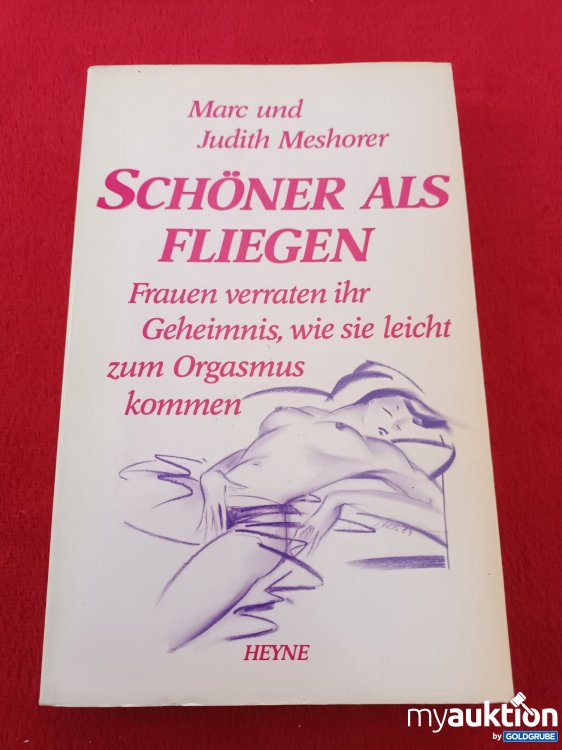 Marc und
Judith Meshorer
SCHÖNER ALS
FLIEGEN
Frauen verraten ihr
Geheimnis, wie sie leicht
zum Orgasmus
kommen
HEYNE
myauktion
by GOLDGRUBE